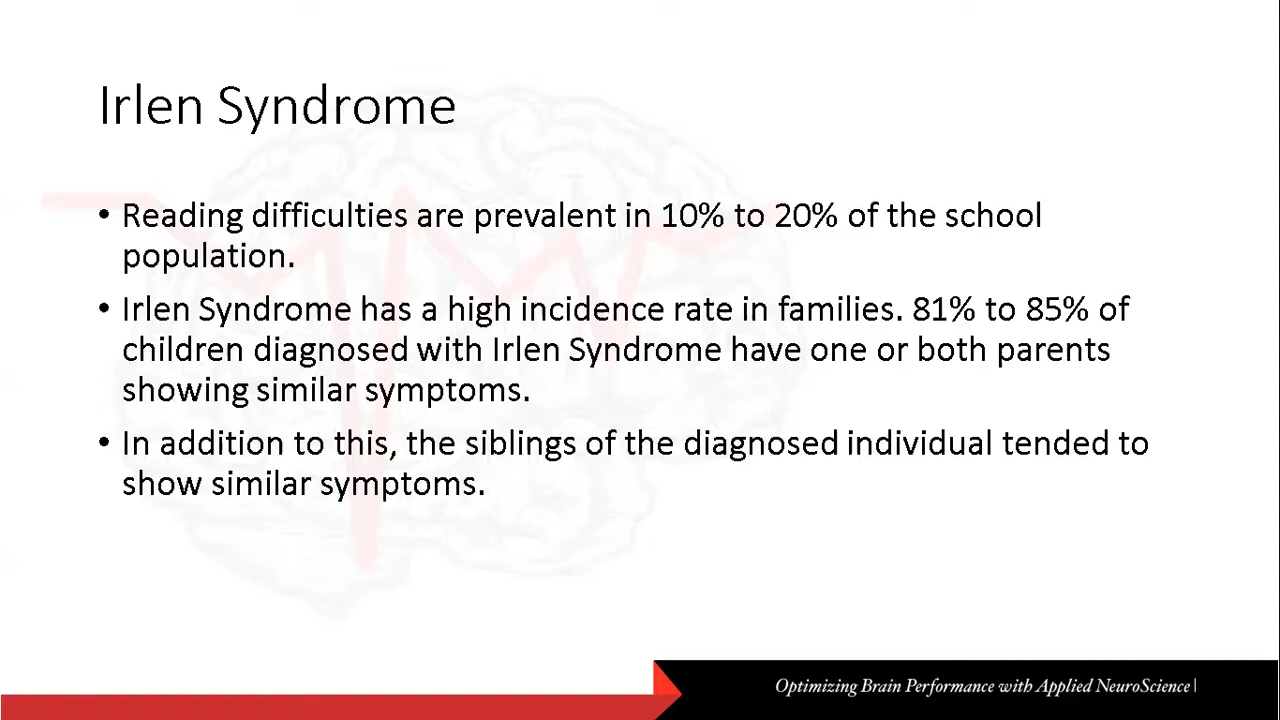 Irlen Syndrome
• Reading difficulties are prevalent in 10% to 20% of the school
population.
• Irlen Syndrome has a high incidence rate in families. 81% to 85% of
children diagnosed with Irlen Syndrome have one or both parents
showing similar symptoms.
• In addition to this, the siblings of the diagnosed individual tended to
show similar symptoms.
Optimizing Brain Performance with Applied NeuroScience |